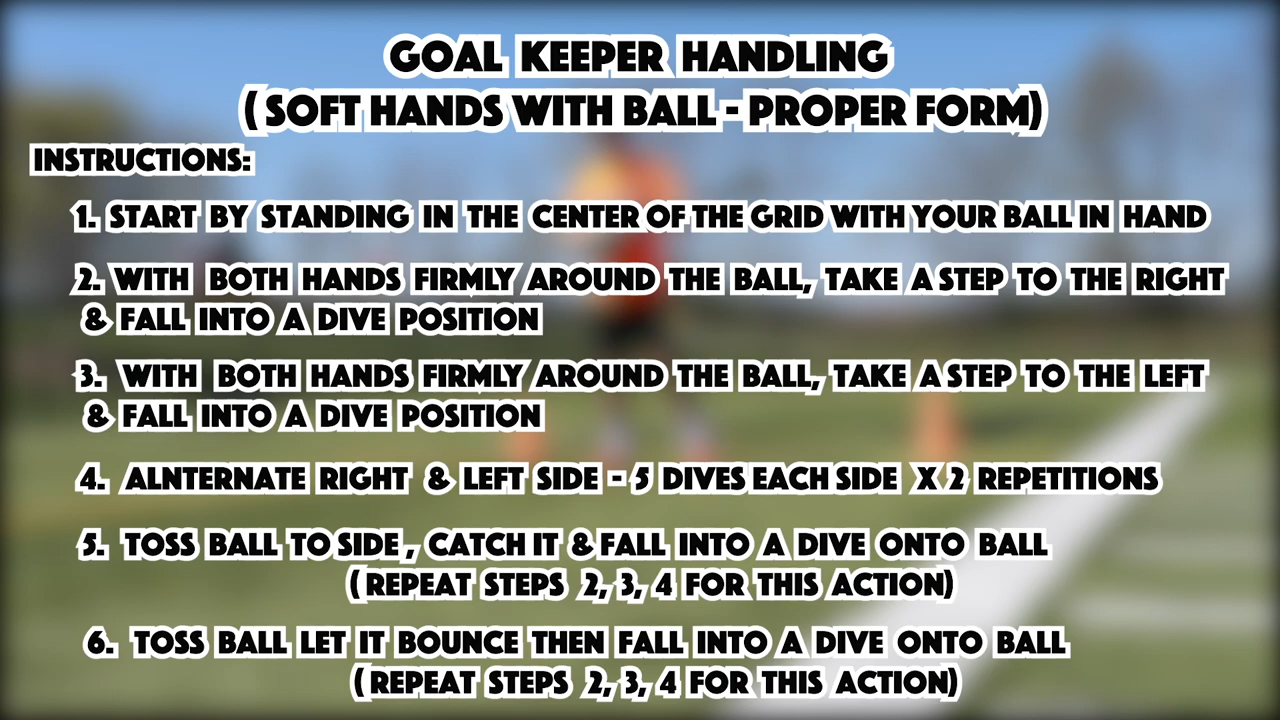 GOAL KEEPER HANDLING
( SOFT HANDS WITH BALL - PROPER FORM)
INSTRUCTIONS:
1. START BY STANDING IN THE CENTER OF THE GRID WITH YOUR BALL IN HAND
2. WITH BOTH HANDS FIRMLY AROUND THE BALL, TAKE A STEP TO THE RIGHT
& FALL INTO A DIVE POSITION
3. WITH BOTH HANDS FIRMLY AROUND THE BALL, TAKE A STEP TO THE LEFT
& FALL INTO A DIVE POSITION
4. ALNTERNATE RIGHT & LEFT SIDE - 5 DIVES EACH SIDE X 2 REPETITIONS
5. TOSS BALL TO SIDE , CATCH IT & FALL INTO A DIVE ONTO BALL
( REPEAT STEPS 2, 3, 4 FOR THIS ACTION)
6. TOSS BALL LET IT BOUNCE THEN FALL INTO A DIVE ONTO BALL
( REPEAT STEPS 2, 3, 4 FOR THIS ACTION)